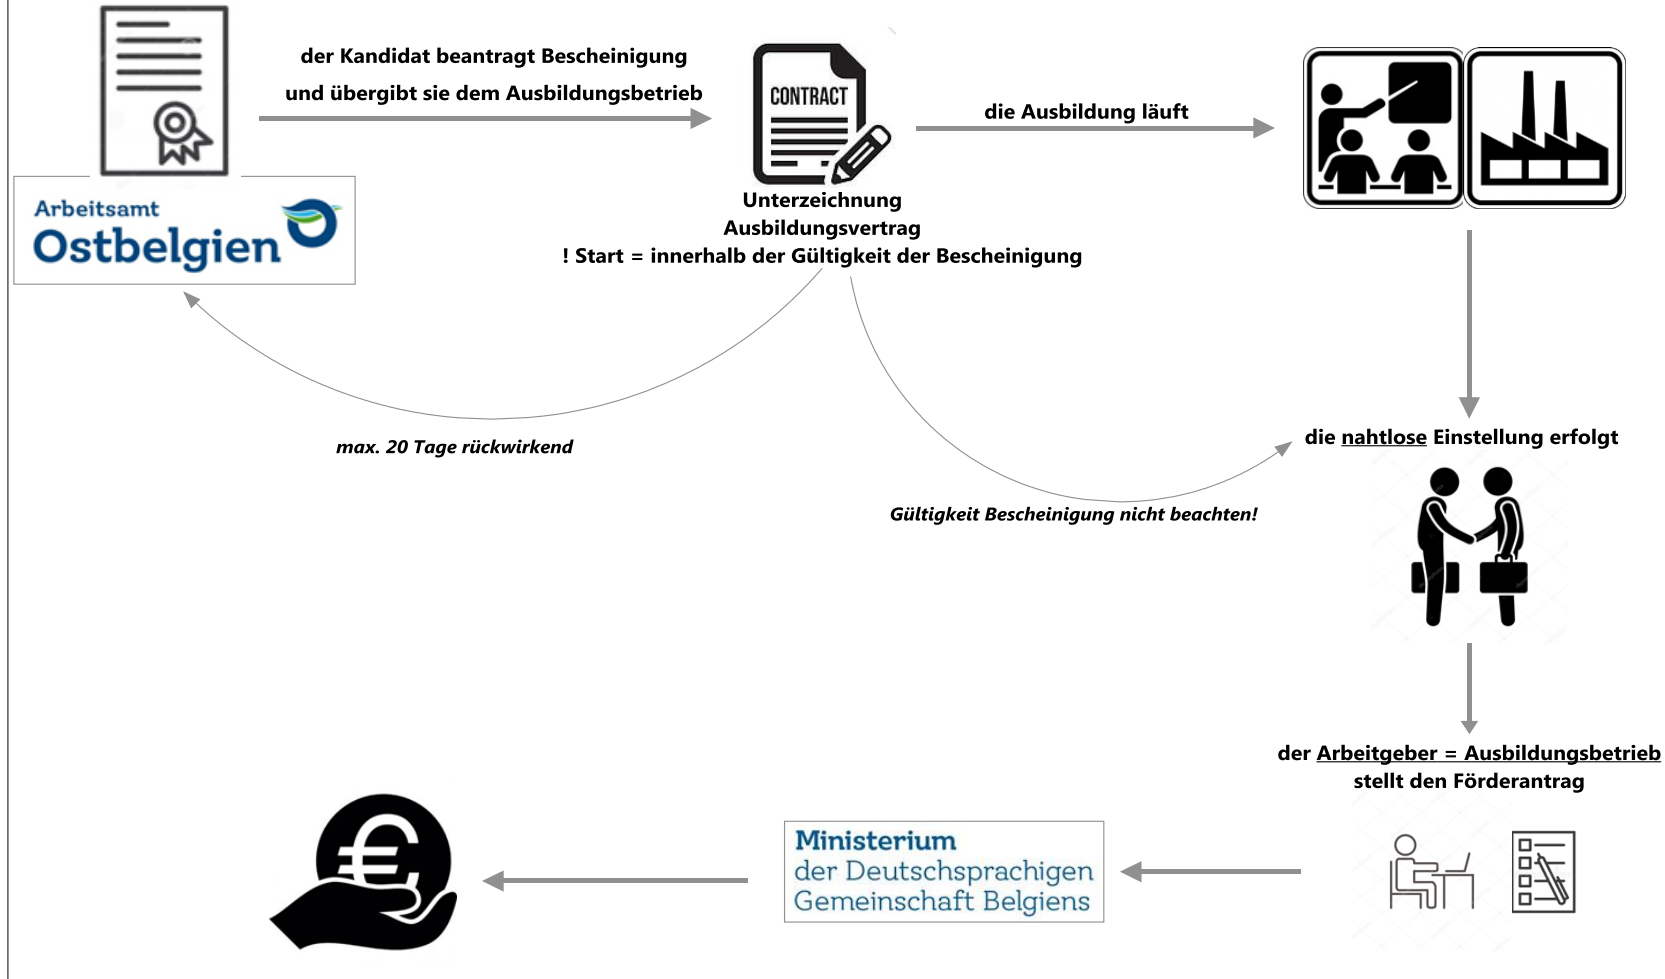 der Kandidat beantragt Bescheinigung
und übergibt sie dem Ausbildungsbetrieb
CONTRACT
die Ausbildung läuft
Arbeitsamt
Ostbelgien
Unterzeichnung
Ausbildungsvertrag
! Start = innerhalb der Gültigkeit der Bescheinigung
max. 20 Tage rückwirkend
die nahtlose Einstellung erfolgt
Gültigkeit Bescheinigung nicht beachten!
der Arbeitgeber = Ausbildungsbetrieb
stellt den Förderantrag
€
Ministerium
der Deutschsprachigen
Gemeinschaft Belgiens